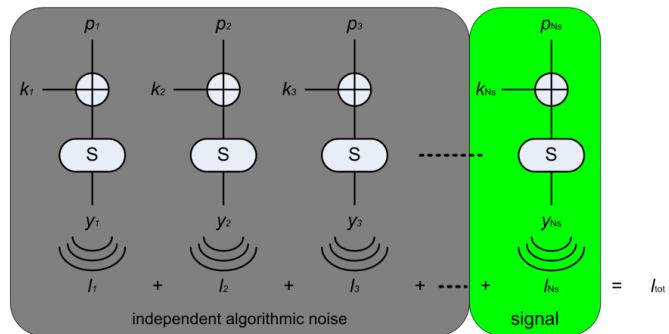 p1 p2 p3 pNs
k1 k2 k3 kNs
S S S S
y1 y2 y3 yNs
l1 + l2 + l3 + + lNs = ltot
independent algorithmic noise signal